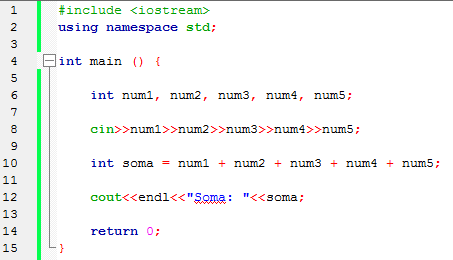 1 #include <iostream>
2 using namespace std;
3
4 int main () {
5
6 int num1, num2, num3, num4, num5;
7
8 cin>>num1>>num2>>num3>>num4>>num5;
9
10 int soma = num1 + num2 + num3 + num4 + num5;
11
12 cout<<endl<<"Soma: "<<soma;
13
14 return 0;
15 }